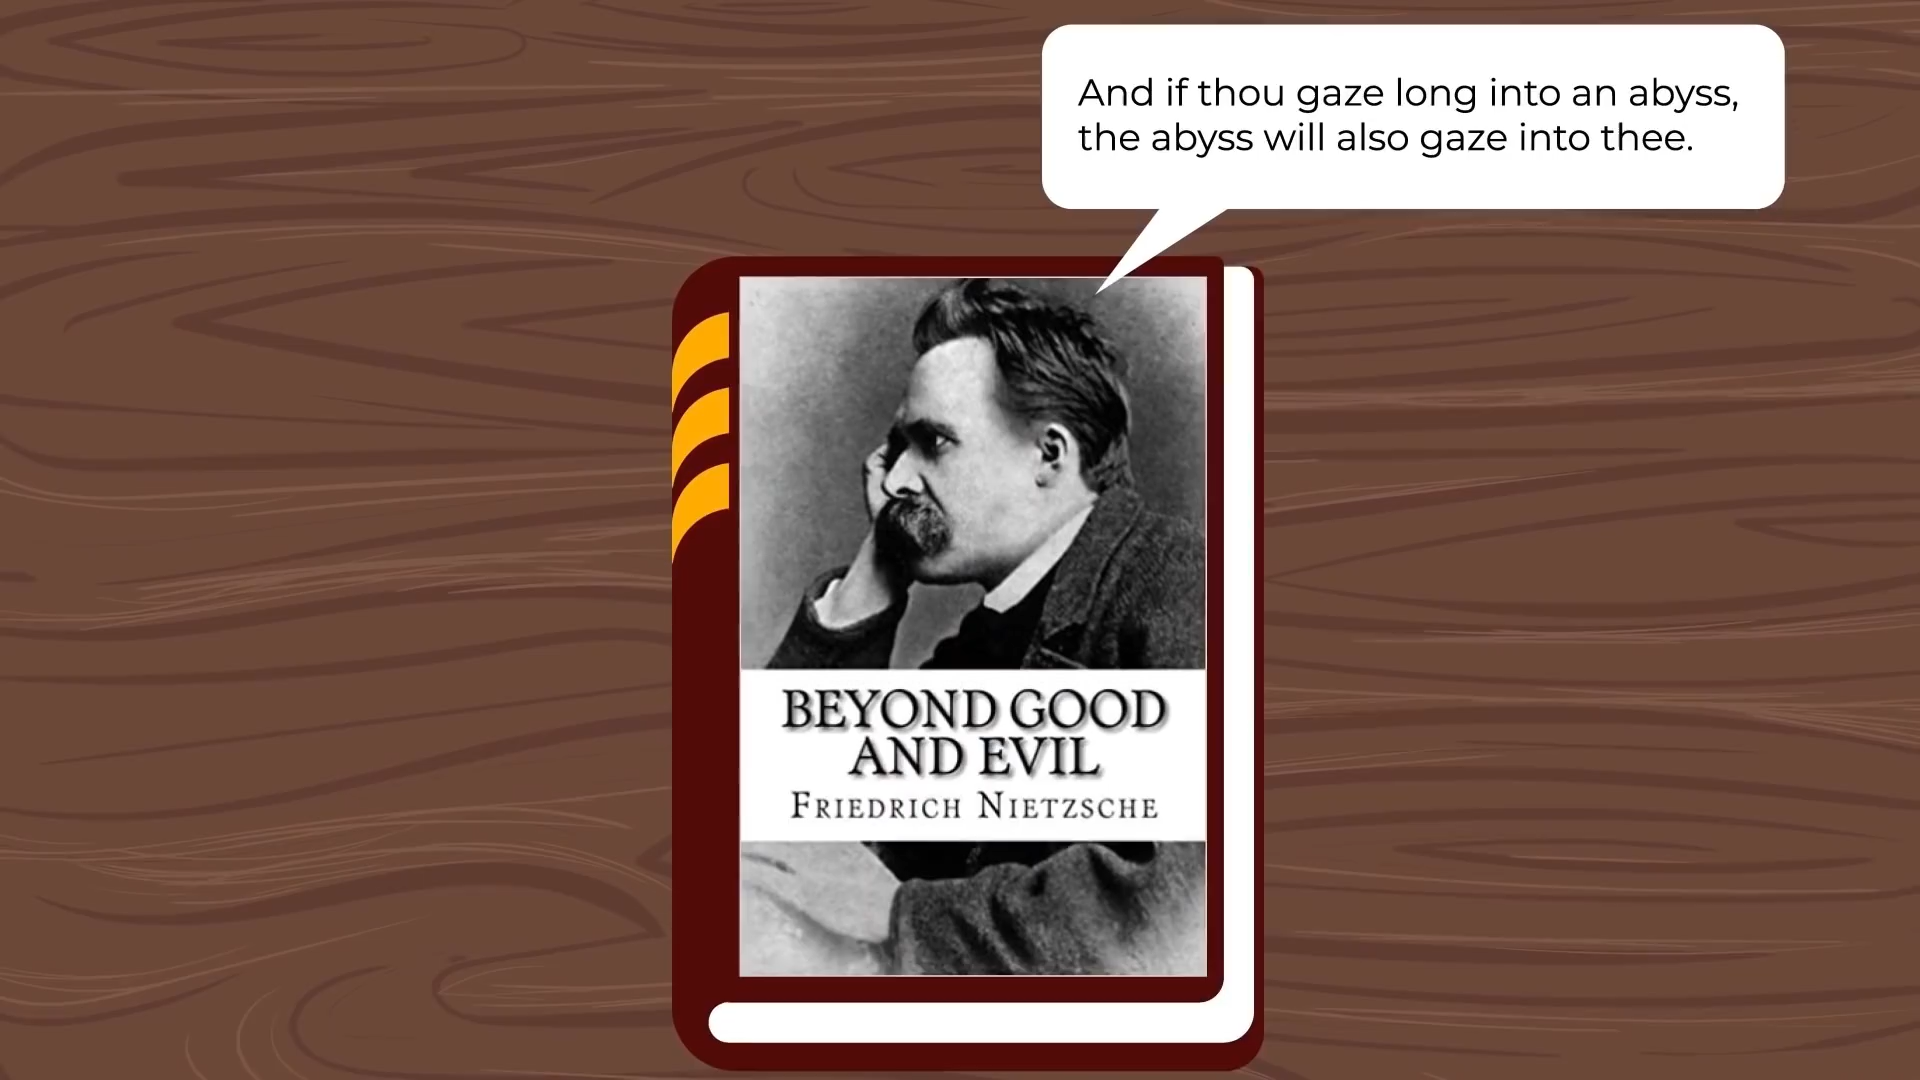 And if thou gaze long into an abyss,
the abyss will also gaze into thee.
BEYOND GOOD
AND EVIL
FRIEDRICH NIETZSCHE